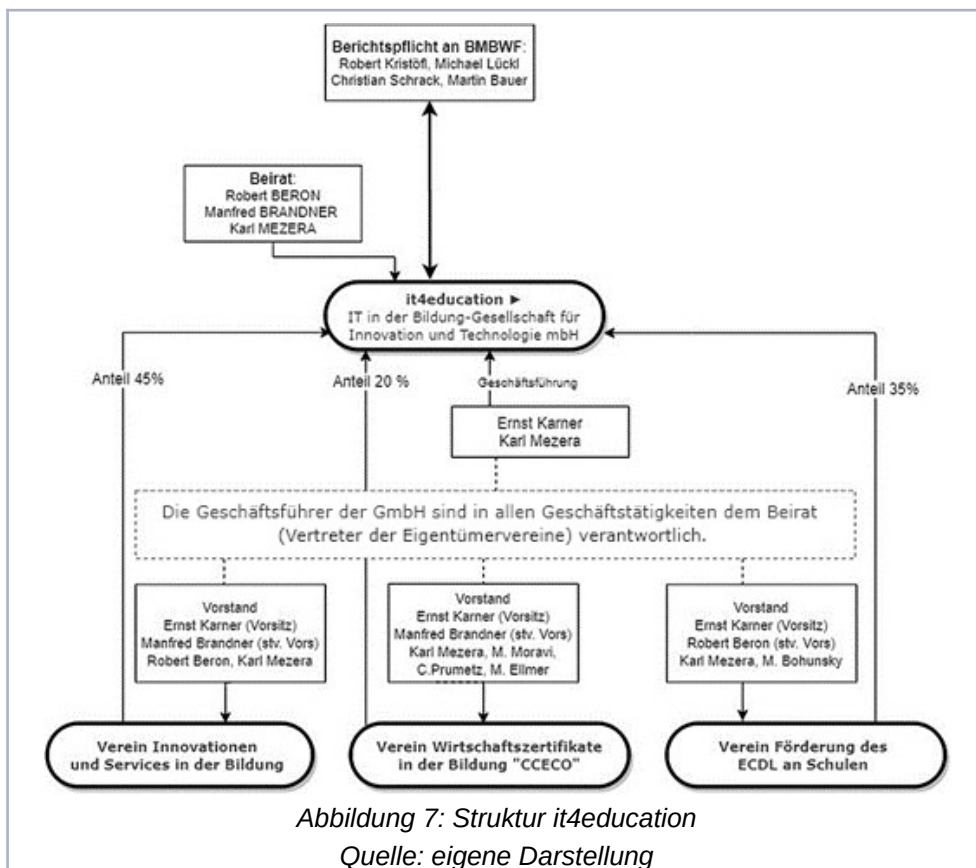 Berichtspflicht an BMBWF:
Robert Kristöfl, Michael Lückl
Christian Schrack, Martin Bauer
Beirat:
Robert BERON
Manfred BRANDNER
Karl MEZERA
it4education ►
IT in der Bildung-Gesellschaft für
Innovation und Technologie mbH
Anteil 45%
Anteil 20 %
Geschäftsführung
Anteil 35%
Ernst Karner
Karl Mezera
Die Geschäftsführer der GmbH sind in allen Geschäftstätigkeiten dem Beirat
(Vertreter der Eigentümervereine) verantwortlich.
Vorstand
Ernst Karner (Vorsitz)
Manfred Brandner (stv. Vors)
Robert Beron, Karl Mezera
Vorstand
Ernst Karner (Vorsitz)
Manfred Brandner (stv. Vors)
Karl Mezera, M. Moravi,
C.Prumetz, M. Ellmer
Vorstand
Ernst Karner (Vorsitz)
Robert Beron (stv. Vors)
Karl Mezera, M. Bohunsky
Verein Innovationen
und Services in der Bildung
Verein Wirtschaftszertifikate
in der Bildung "CCECO"
Verein Förderung des
ECDL an Schulen
Abbildung 7: Struktur it4education
Quelle: eigene Darstellung